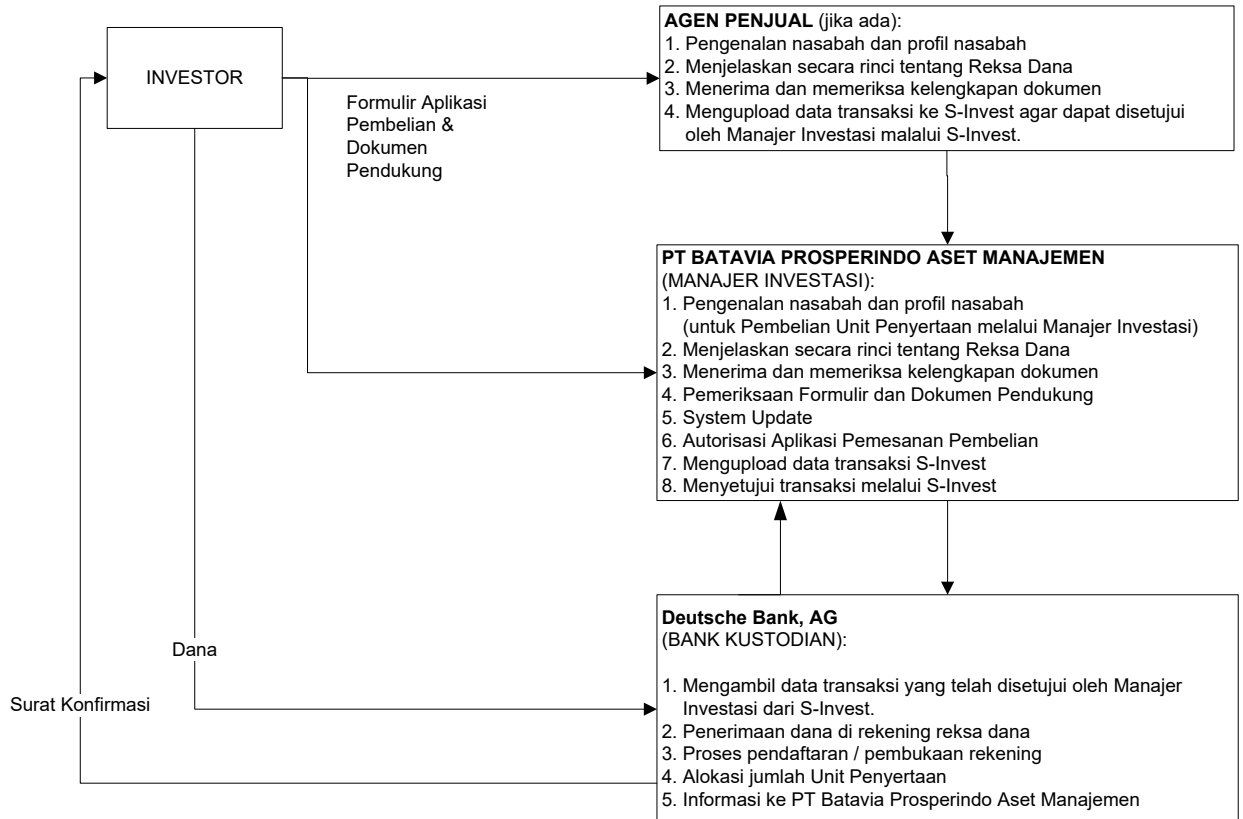 INVESTOR
Formulir Aplikasi
Pembelian &
Dokumen
Pendukung
AGEN PENJUAL (jika ada):
1. Pengenalan nasabah dan profil nasabah
2. Menjelaskan secara rinci tentang Reksa Dana
3. Menerima dan memeriksa kelengkapan dokumen
4. Mengupload data transaksi ke S-Invest agar dapat disetujui
oleh Manajer Investasi malalui S-Invest.
PT BATAVIA PROSPERINDO ASET MANAJEMEN
(MANAJER INVESTASI):
1. Pengenalan nasabah dan profil nasabah
(untuk Pembelian Unit Penyertaan melalui Manajer Investasi)
2. Menjelaskan secara rinci tentang Reksa Dana
3. Menerima dan memeriksa kelengkapan dokumen
4. Pemeriksaan Formulir dan Dokumen Pendukung
5. System Update
6. Autorisasi Aplikasi Pemesanan Pembelian
7. Mengupload data transaksi S-Invest
8. Menyetujui transaksi melalui S-Invest
Dana
Surat Konfirmasi
Deutsche Bank, AG
(BANK KUSTODIAN):
1. Mengambil data transaksi yang telah disetujui oleh Manajer
Investasi dari S-Invest.
2. Penerimaan dana di rekening reksa dana
3. Proses pendaftaran / pembukaan rekening
4. Alokasi jumlah Unit Penyertaan
5. Informasi ke PT Batavia Prosperindo Aset Manajemen